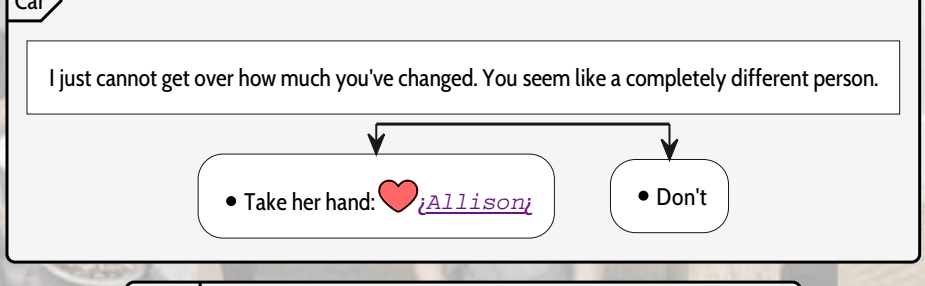 Car
I just cannot get over how much you've changed. You seem like a completely different person.
• Take her hand: ❤¿Allison¿
• Don't